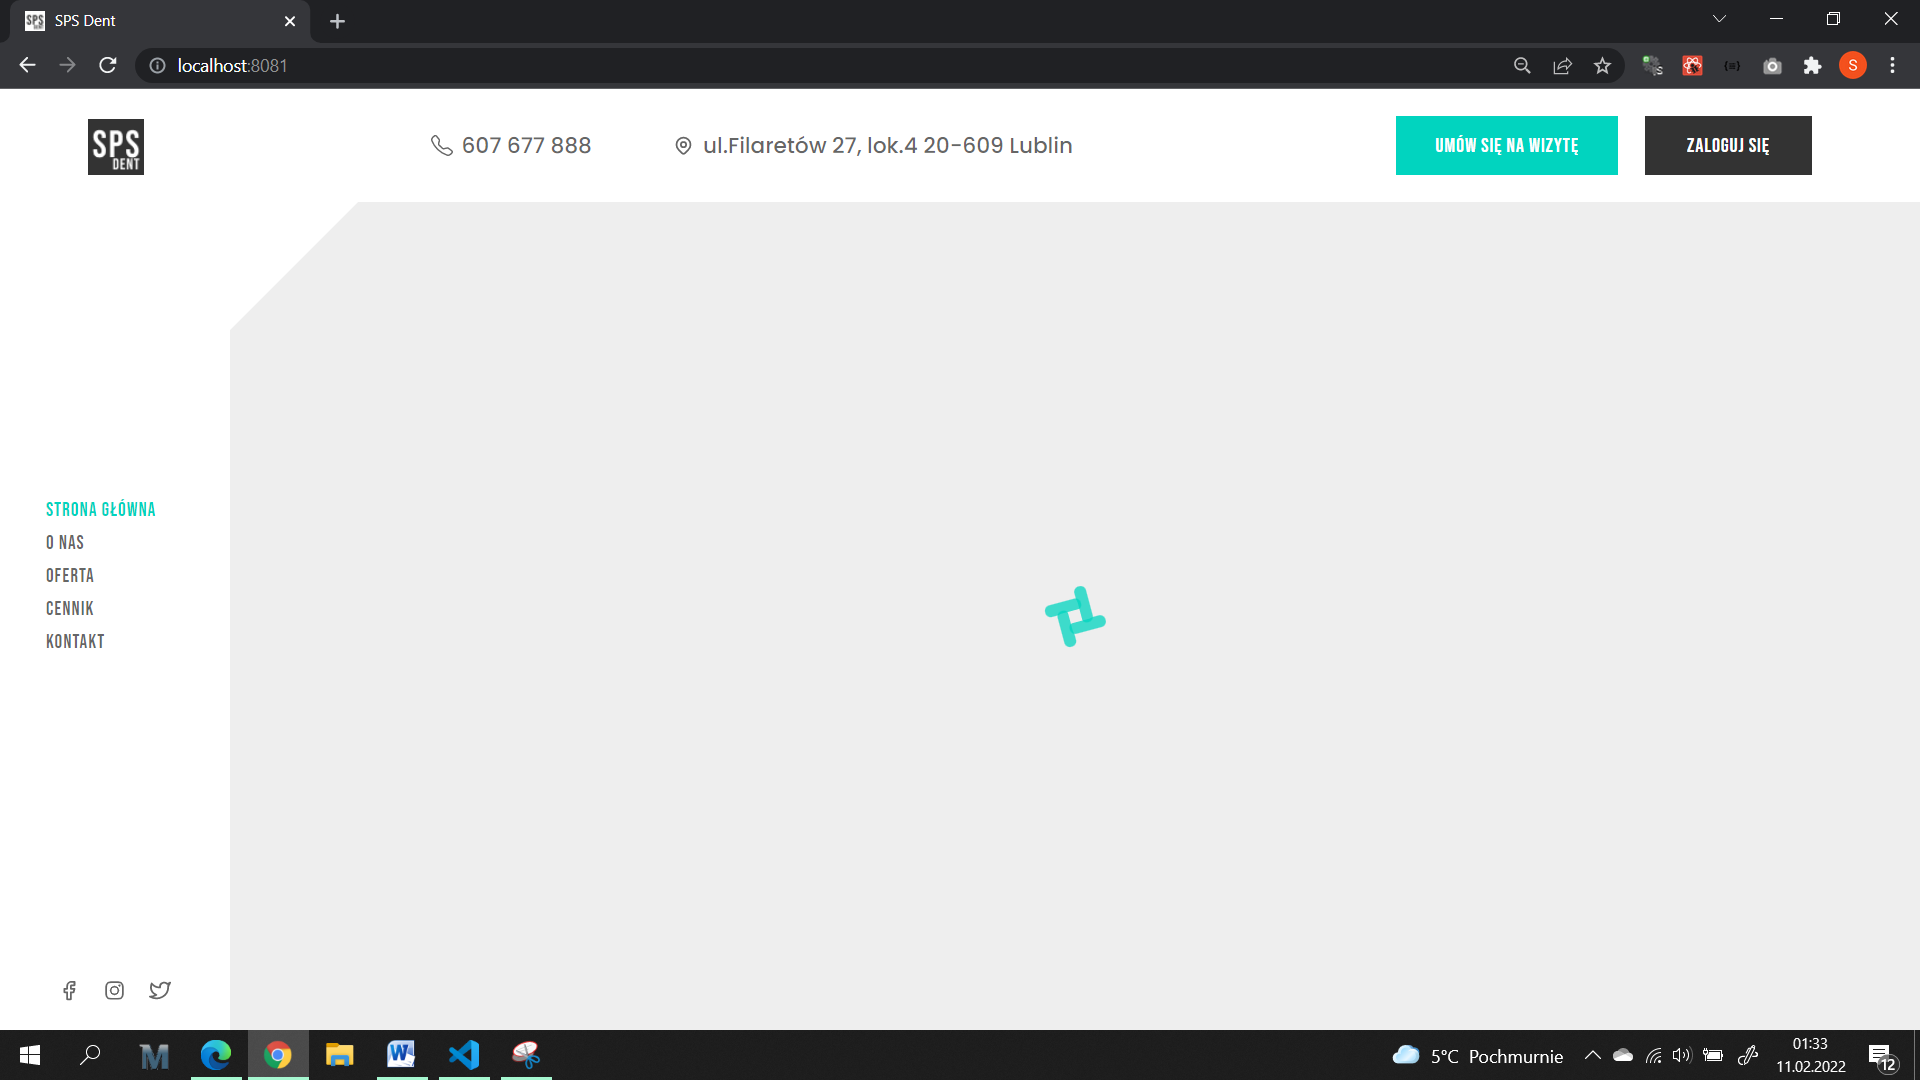 SPS Dent
localhost:8081
SPS
DENT
607 677 888
ul.Filaretów 27, lok.4 20-609 Lublin
UMÓW SIĘ NA WIZYTĘ
ZALOGUJ SIĘ
STRONA GŁÓWNA
O NAS
OFERTA
CENNIK
KONTAKT
5°C Pochmurnie
01:33
11.02.2022
12